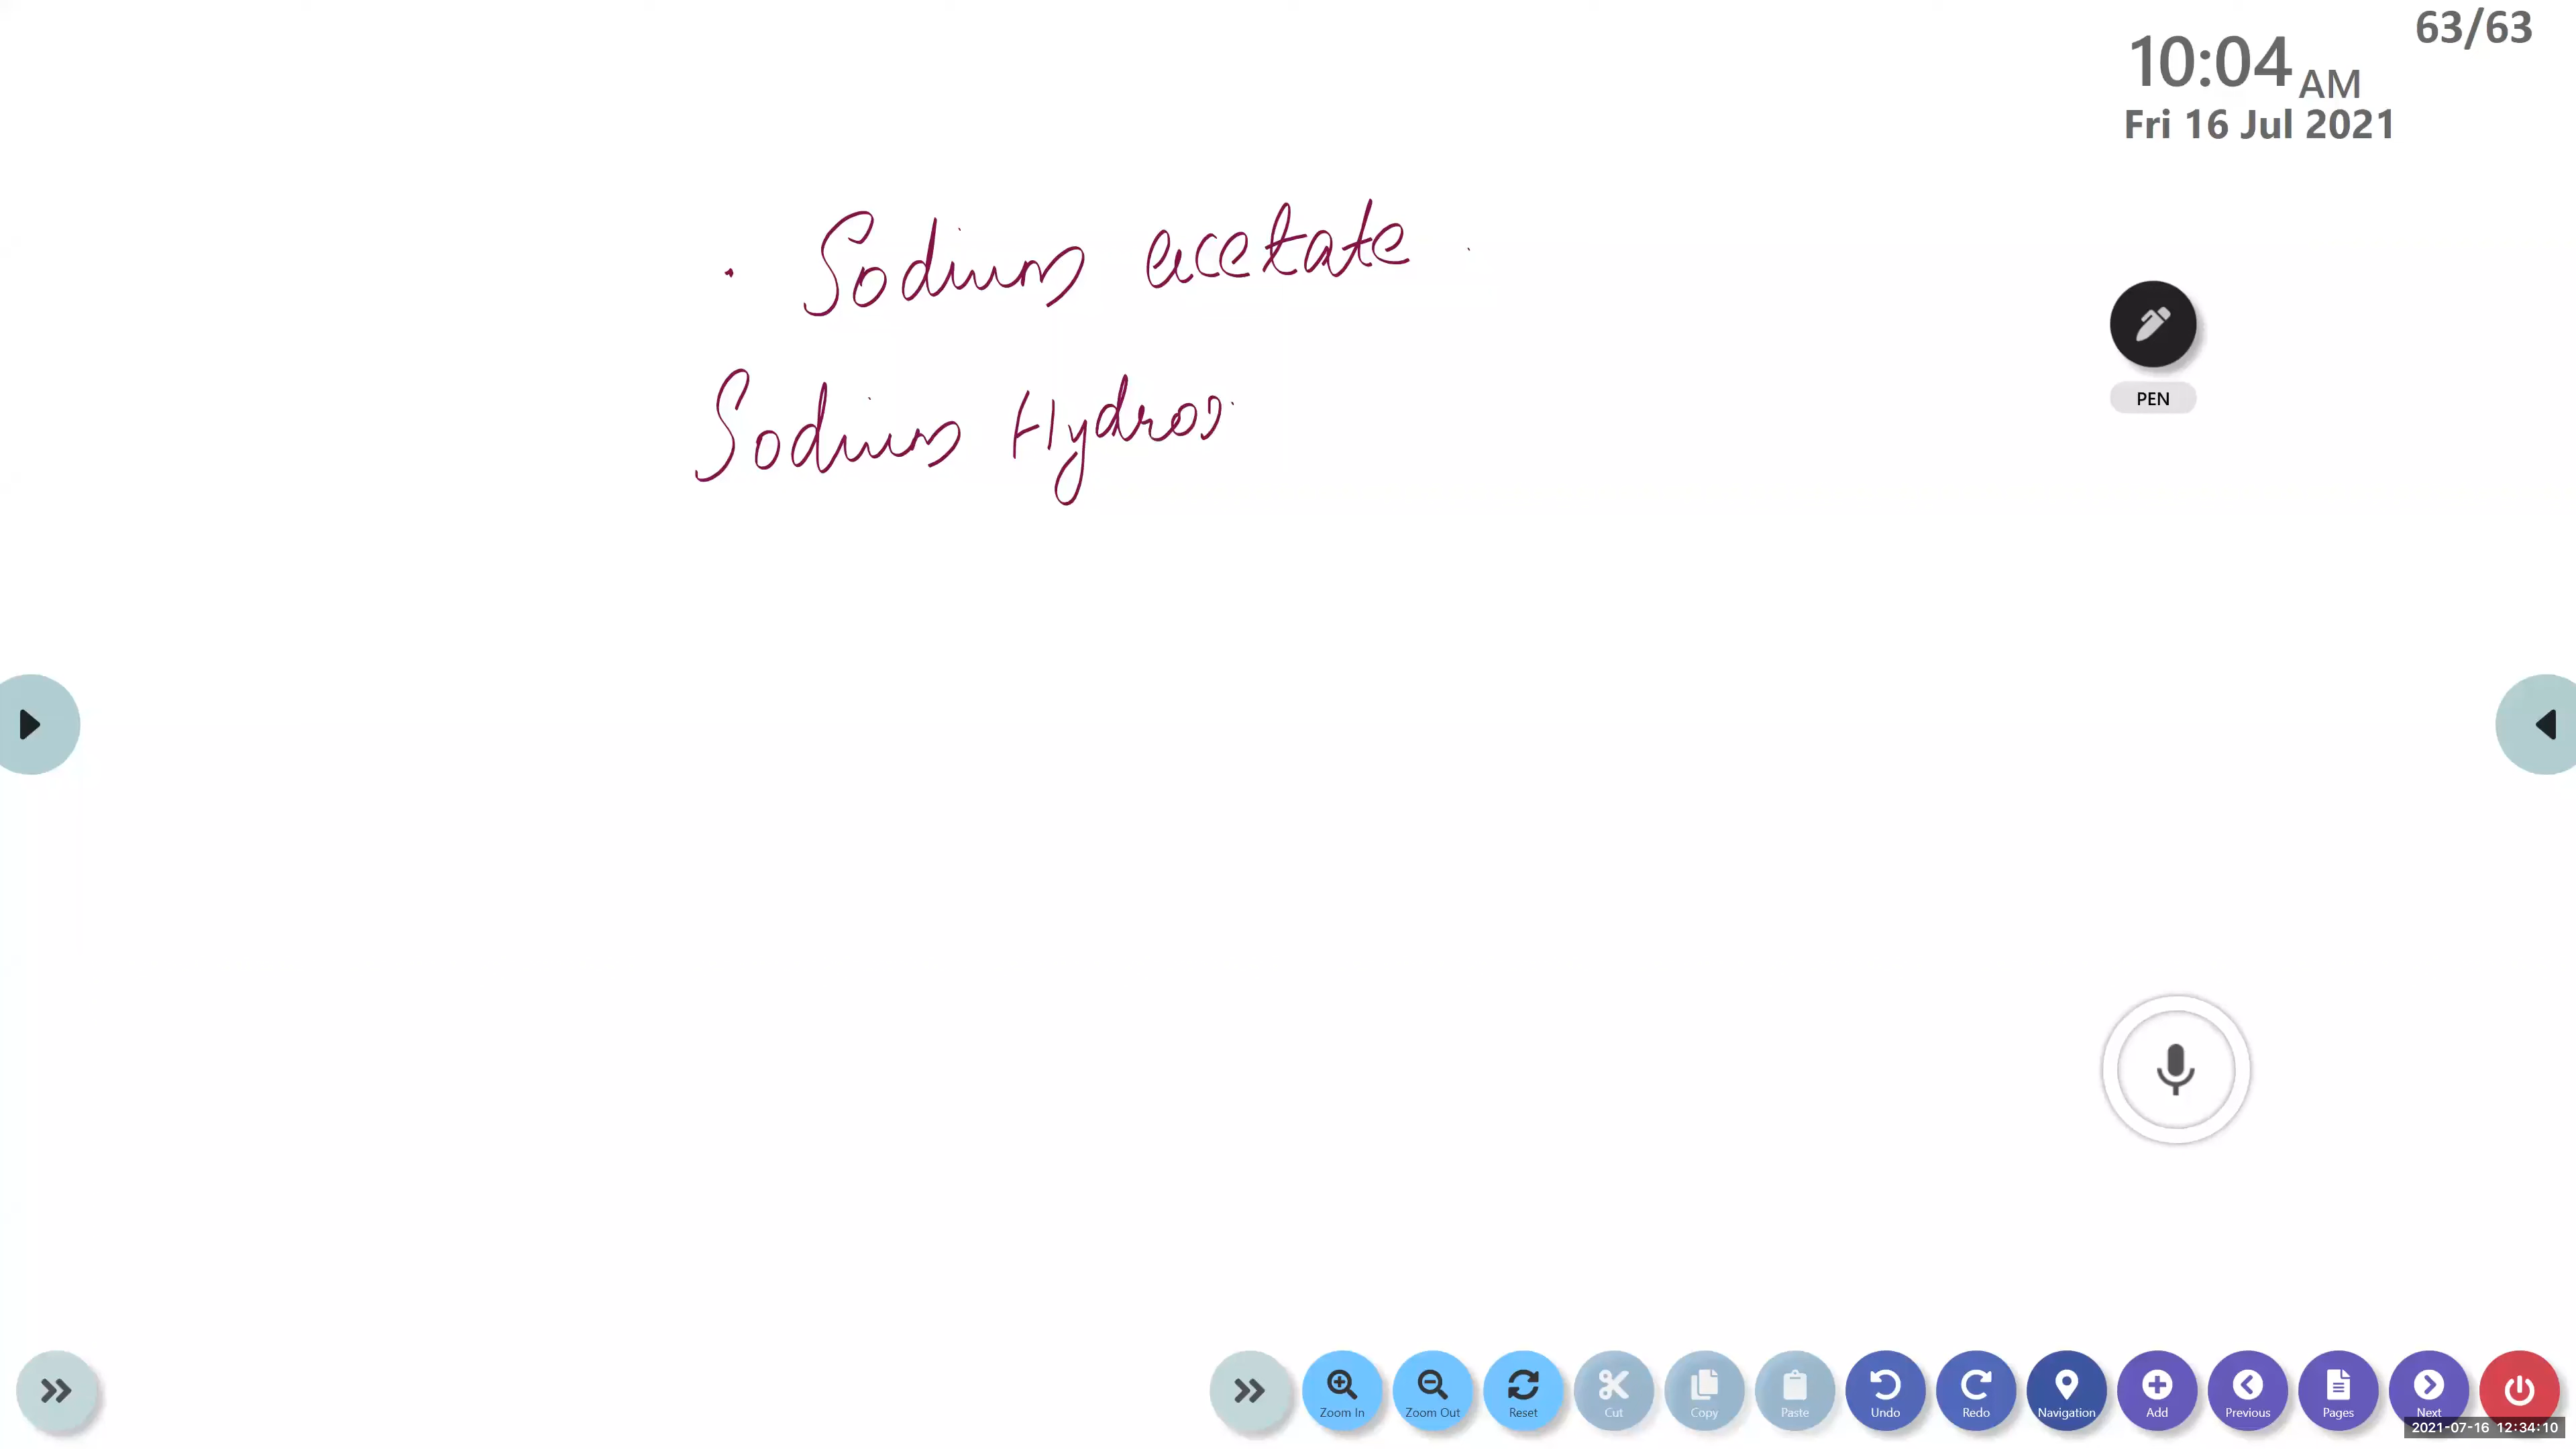 63/63
10:04 AM
Fri 16 Jul 2021
. Sodium acetate
Sodium Hydrox
PEN
Zoom In Zoom Out Reset Cut Copy Paste Undo Redo Navigation Add Previous Pages Next
2021-07-16 12:34:10